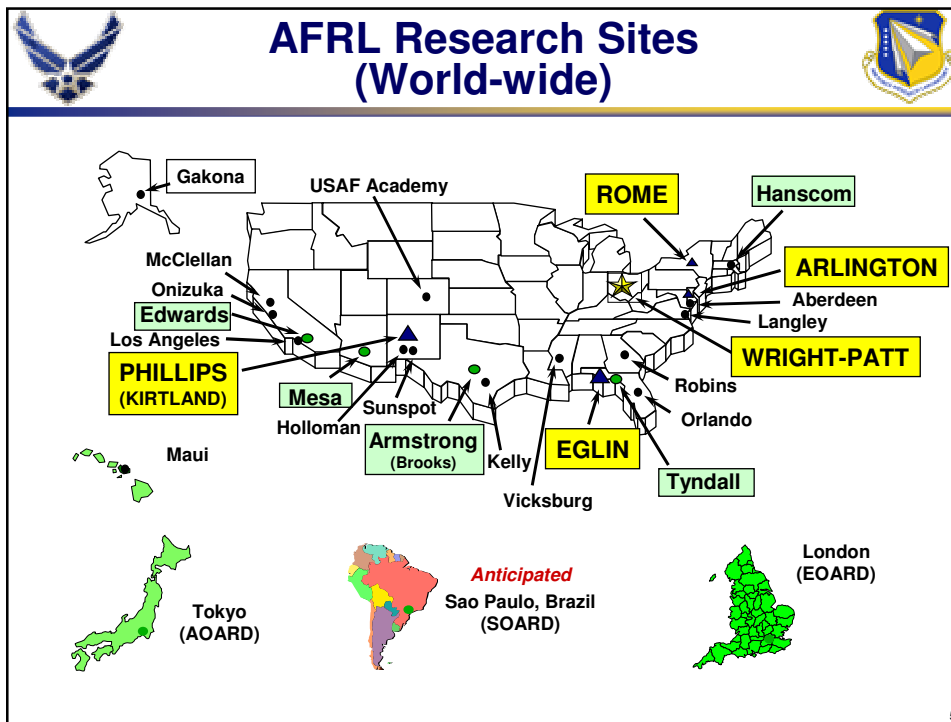 AFRL Research Sites
(World-wide)
Gakona
USAF Academy
ROME
Hanscom
McClellan
ARLINGTON
Onizuka
Aberdeen
Edwards
Langley
Los Angeles
WRIGHT-PATT
PHILLIPS
(KIRTLAND)
Mesa
Robins
Sunspot
Orlando
Holloman
Armstrong
(Brooks)
Kelly
EGLIN
Tyndall
Maui
Vicksburg
London
(EOARD)
Anticipated
Sao Paulo, Brazil
(SOARD)
Tokyo
(AOARD)